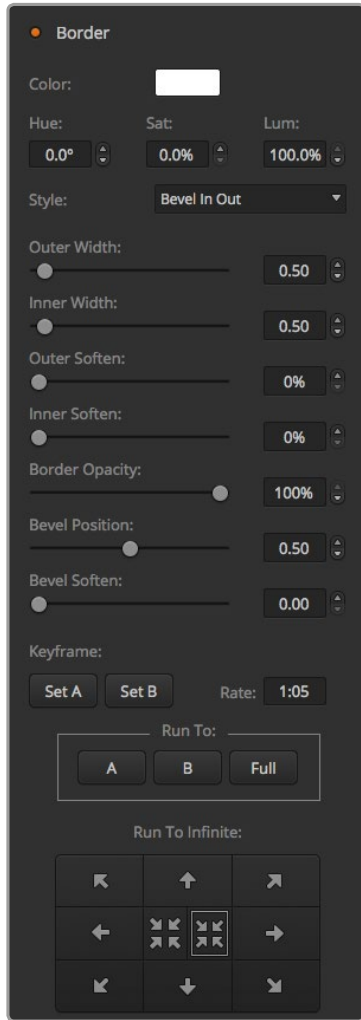 Border
Color:
Hue: Sat: Lum:
0.0° 0.0% 100.0%
Style: Bevel In Out
Outer Width:
0.50
Inner Width:
0.50
Outer Soften:
0%
Inner Soften:
0%
Border Opacity:
100%
Bevel Position:
0.50
Bevel Soften:
0.00
Keyframe:
Set A Set B Rate: 1:05
Run To:
A B Full
Run To Infinite: